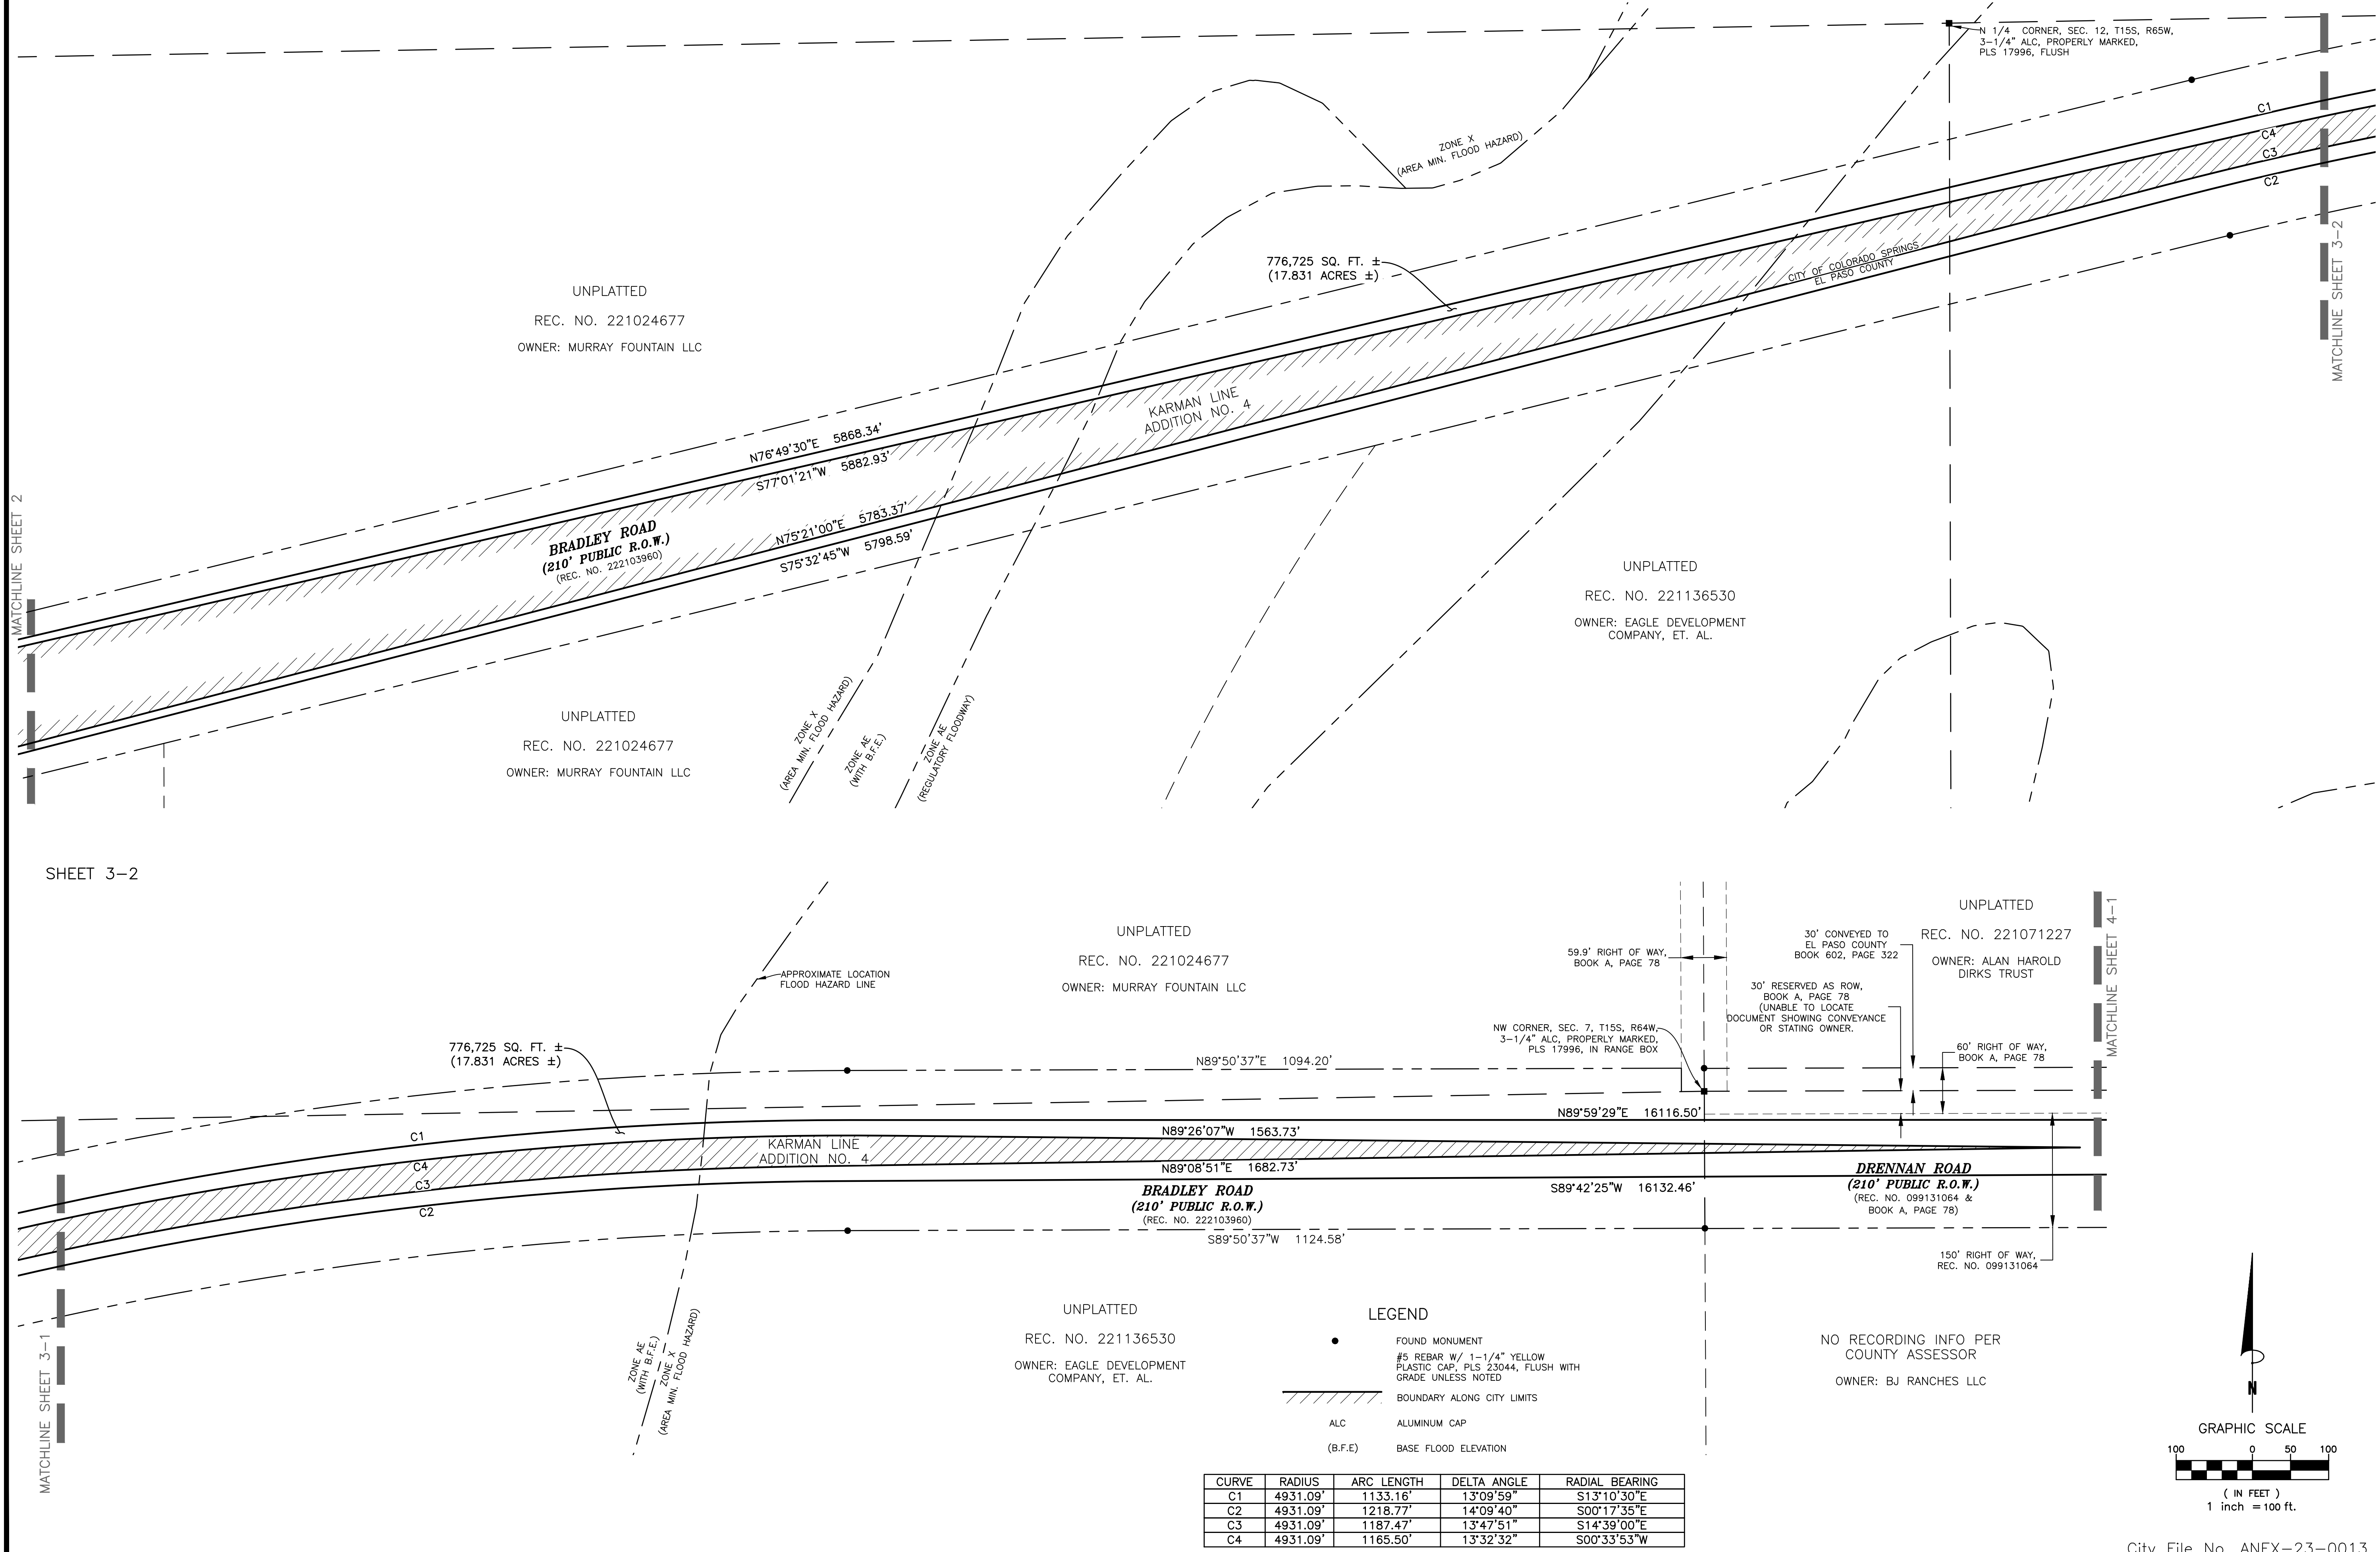 N 1/4 CORNER, SEC. 12, T15S, R65W,
3-1/4" ALC, PROPERLY MARKED,
PLS 17996, FLUSH
C1
C4
C3
C2
MATCHLINE SHEET 3-2
ZONE X
(AREA MIN. FLOOD HAZARD)
776,725 SQ. FT. ±
(17.831 ACRES ±)
CITY OF COLORADO SPRINGS
EL PASO COUNTY
UNPLATTED
REC. NO. 221024677
OWNER: MURRAY FOUNTAIN LLC
KARMAN LINE
ADDITION NO. 4
N76°49'30"E 5868.34'
S77°01'21"W 5882.93'
N75°21'00"E 5783.37'
S75°32'45"W 5798.59'
BRADLEY ROAD
(210' PUBLIC R.O.W.)
(REC. NO. 222103960)
MATCHLINE SHEET 2
UNPLATTED
REC. NO. 221136530
OWNER: EAGLE DEVELOPMENT
COMPANY, ET. AL.
UNPLATTED
REC. NO. 221024677
OWNER: MURRAY FOUNTAIN LLC
ZONE X
(AREA MIN. FLOOD HAZARD)
ZONE AE
(WITH B.F.E.)
ZONE AE
(REGULATORY FLOODWAY)
SHEET 3-2
UNPLATTED
REC. NO. 221024677
OWNER: MURRAY FOUNTAIN LLC
APPROXIMATE LOCATION
FLOOD HAZARD LINE
59.9' RIGHT OF WAY,
BOOK A, PAGE 78
30' CONVEYED TO
EL PASO COUNTY
BOOK 602, PAGE 322
UNPLATTED
REC. NO. 221071227
OWNER: ALAN HAROLD
DIRKS TRUST
MATCHLINE SHEET 4-1
30' RESERVED AS ROW,
BOOK A, PAGE 78
(UNABLE TO LOCATE
DOCUMENT SHOWING CONVEYANCE
OR STATING OWNER.
NW CORNER, SEC. 7, T15S, R64W,
3-1/4" ALC, PROPERLY MARKED,
PLS 17996, IN RANGE BOX
60' RIGHT OF WAY,
BOOK A, PAGE 78
776,725 SQ. FT. ±
(17.831 ACRES ±)
N89°50'37"E 1094.20'
N89°59'29"E 16116.50'
C1
C4
C3
C2
KARMAN LINE
ADDITION NO. 4
N89°26'07"W 1563.73'
N89°08'51"E 1682.73'
S89°42'25"W 16132.46'
BRADLEY ROAD
(210' PUBLIC R.O.W.)
(REC. NO. 222103960)
DRENNAN ROAD
(210' PUBLIC R.O.W.)
(REC. NO. 099131064 &
BOOK A, PAGE 78)
S89°50'37"W 1124.58'
150' RIGHT OF WAY,
REC. NO. 099131064
MATCHLINE SHEET 3-1
ZONE AE
(WITH B.F.E.)
ZONE X
(AREA MIN. FLOOD HAZARD)
UNPLATTED
REC. NO. 221136530
OWNER: EAGLE DEVELOPMENT
COMPANY, ET. AL.
LEGEND
FOUND MONUMENT
#5 REBAR W/ 1-1/4" YELLOW
PLASTIC CAP, PLS 23044, FLUSH WITH
GRADE UNLESS NOTED
BOUNDARY ALONG CITY LIMITS
ALC ALUMINUM CAP
(B.F.E) BASE FLOOD ELEVATION
NO RECORDING INFO PER
COUNTY ASSESSOR
OWNER: BJ RANCHES LLC
N
GRAPHIC SCALE
100 0 50 100
( IN FEET )
1 inch = 100 ft.
CURVE RADIUS ARC LENGTH DELTA ANGLE RADIAL BEARING
C1 4931.09' 1133.16' 13°09'59" S13°10'30"E
C2 4931.09' 1218.77' 14°09'40" S00°17'35"E
C3 4931.09' 1187.47' 13°47'51" S14°39'00"E
C4 4931.09' 1165.50' 13°32'32" S00°33'53"W
City File No. ANEX-23-0013